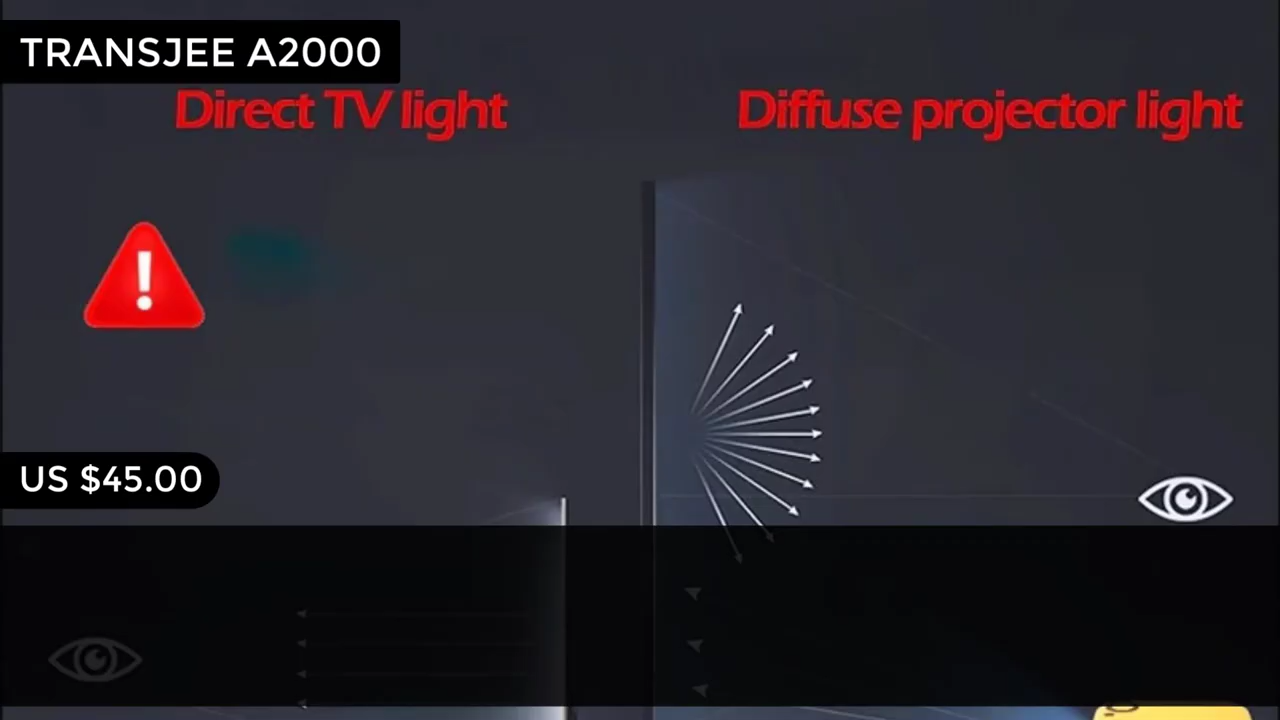 TRANSJEE A2000
Direct TV light
Diffuse projector light
US $45.00